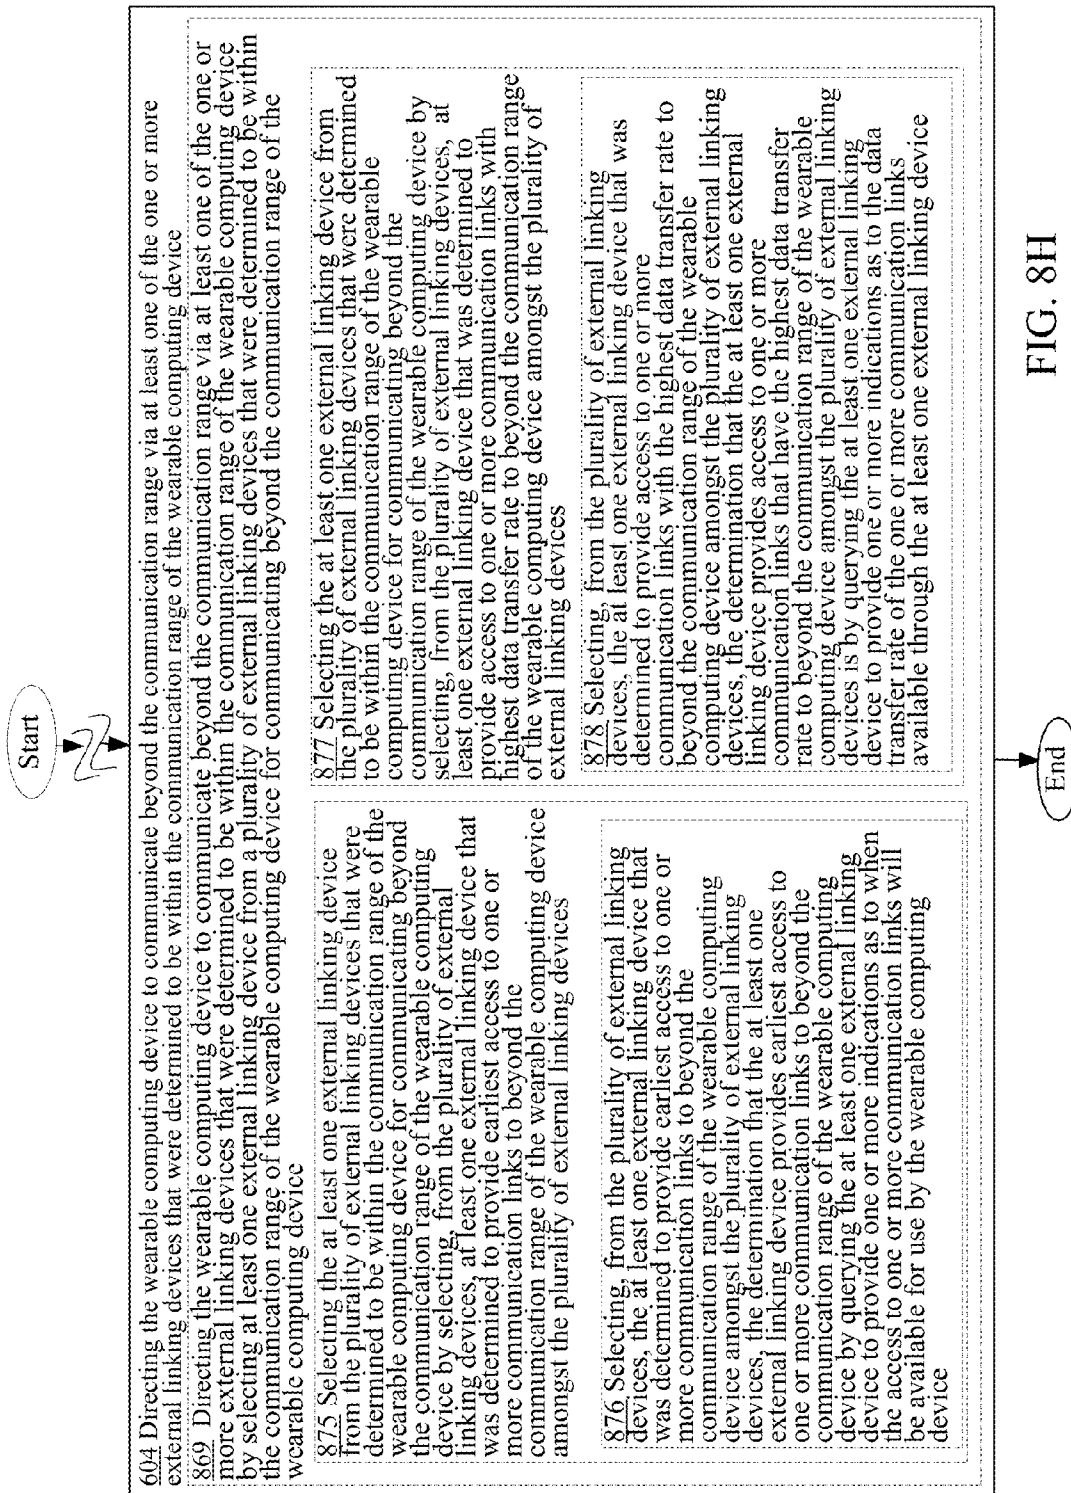 Start
604 Directing the wearable computing device to communicate beyond the communication range via at least one of the one or more
external linking devices that were determined to be within the communication range of the wearable computing device
869 Directing the wearable computing device to communicate beyond the communication range via at least one of the one or
more external linking devices that were determined to be within the communication range of the wearable computing device
by selecting at least one external linking device from a plurality of external linking devices that were determined to be within
the communication range of the wearable computing device for communicating beyond the communication range of the
wearable computing device
875 Selecting the at least one external linking device
from the plurality of external linking devices that were
determined to be within the communication range of the
wearable computing device for communicating beyond
the communication range of the wearable computing
device by selecting, from the plurality of external
linking devices, at least one external linking device that
was determined to provide earliest access to one or
more communication links to beyond the
communication range of the wearable computing device
amongst the plurality of external linking devices
876 Selecting, from the plurality of external linking
devices, the at least one external linking device that
was determined to provide earliest access to one or
more communication links to beyond the
communication range of the wearable computing
device amongst the plurality of external linking
devices, the determination that the at least one
external linking device provides earliest access to
one or more communication links to beyond the
communication range of the wearable computing
device by querying the at least one external linking
device to provide one or more indications as to when
the access to one or more communication links will
be available for use by the wearable computing
device
877 Selecting the at least one external linking device from
the plurality of external linking devices that were determined
to be within the communication range of the wearable
computing device for communicating beyond the
communication range of the wearable computing device by
selecting, from the plurality of external linking devices, at
least one external linking device that was determined to
provide access to one or more communication links with
highest data transfer rate to beyond the communication range
of the wearable computing device amongst the plurality of
external linking devices
878 Selecting, from the plurality of external linking
devices, the at least one external linking device that was
determined to provide access to one or more
communication links with the highest data transfer rate to
beyond the communication range of the wearable
computing device amongst the plurality of external linking
devices, the determination that the at least one external
linking device provides access to one or more
communication links that have the highest data transfer
rate to beyond the communication range of the wearable
computing device amongst the plurality of external linking
devices is by querying the at least one external linking
device to provide one or more indications as to the data
transfer rate of the one or more communication links
available through the at least one external linking device
End
FIG. 8H